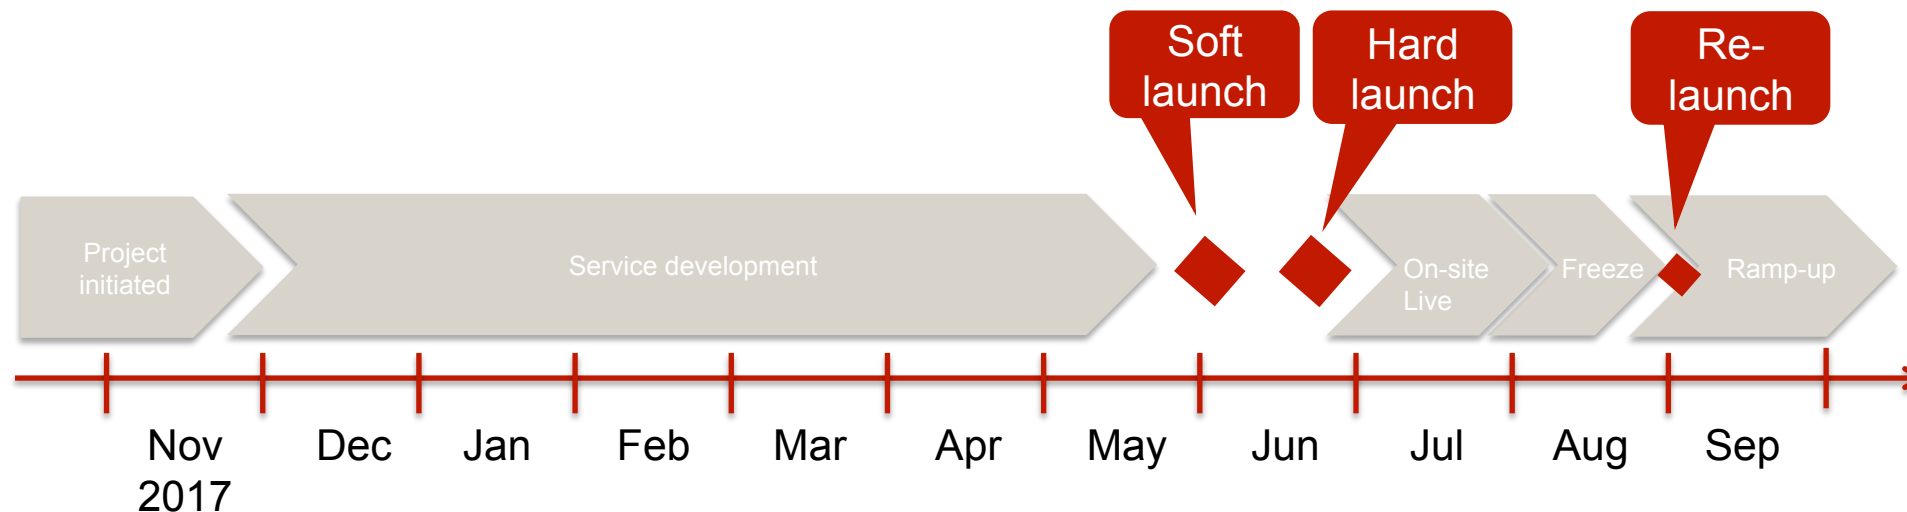 Soft
launch
Hard
launch
Re-
launch
Project
initiated
Service development
On-site
Live
Freeze
Ramp-up
Nov
2017
Dec
Jan
Feb
Mar
Apr
May
Jun
Jul
Aug
Sep